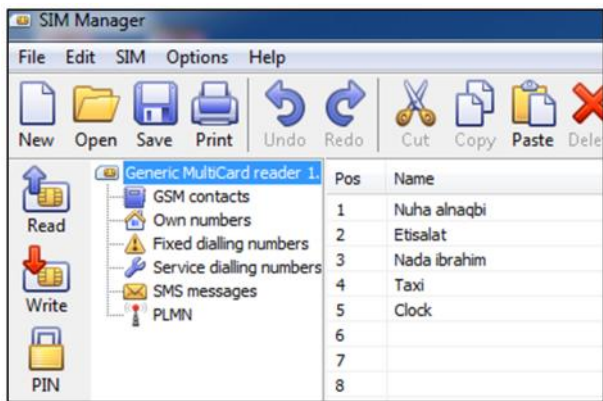 SIM Manager
File Edit SIM Options Help
New Open Save Print Undo Redo Cut Copy Paste Dele
Read
Write
PIN
Generic MultiCard reader 1.
GSM contacts
Own numbers
Fixed dialling numbers
Service dialling numbers
SMS messages
PLMN
Pos Name
1 Nuha alnaqbi
2 Etisalat
3 Nada ibrahim
4 Taxi
5 Clock
6
7
8